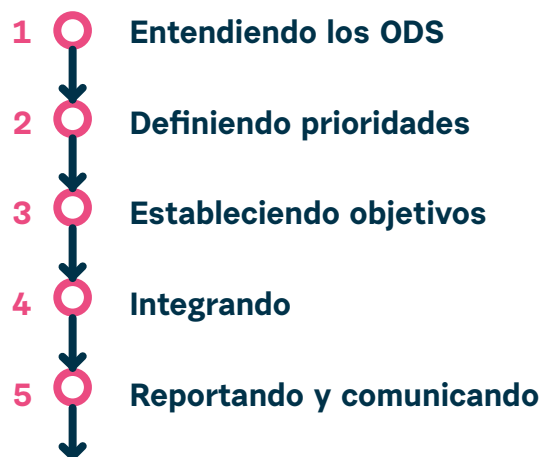 1 Entendiendo los ODS
2 Definiendo prioridades
3 Estableciendo objetivos
4 Integrando
5 Reportando y comunicando